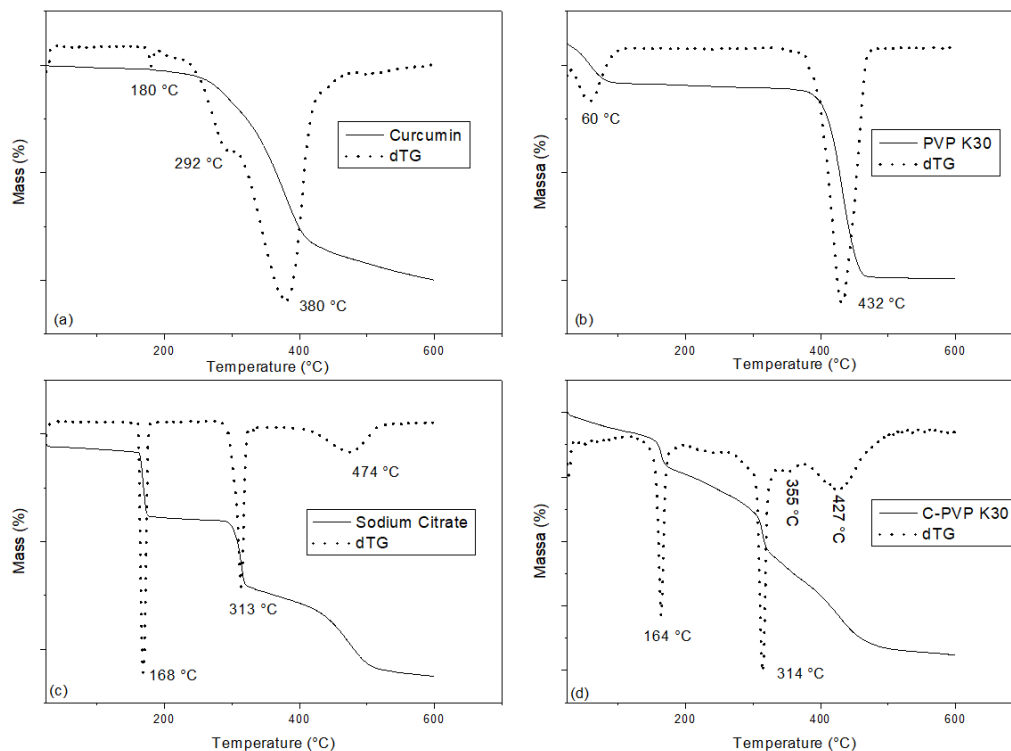 Mass (%)
180 °C
292 °C
380 °C
Curcumin
dTG
(a)
200
400
600
Temperature (°C)
Massa (%)
60 °C
432 °C
PVP K30
dTG
(b)
200
400
600
Temperature (°C)
Mass (%)
168 °C
313 °C
474 °C
Sodium Citrate
dTG
(c)
200
400
600
Temperature (°C)
Massa (%)
164 °C
314 °C
355 °C
427 °C
C-PVP K30
dTG
(d)
200
400
600
Temperature (°C)